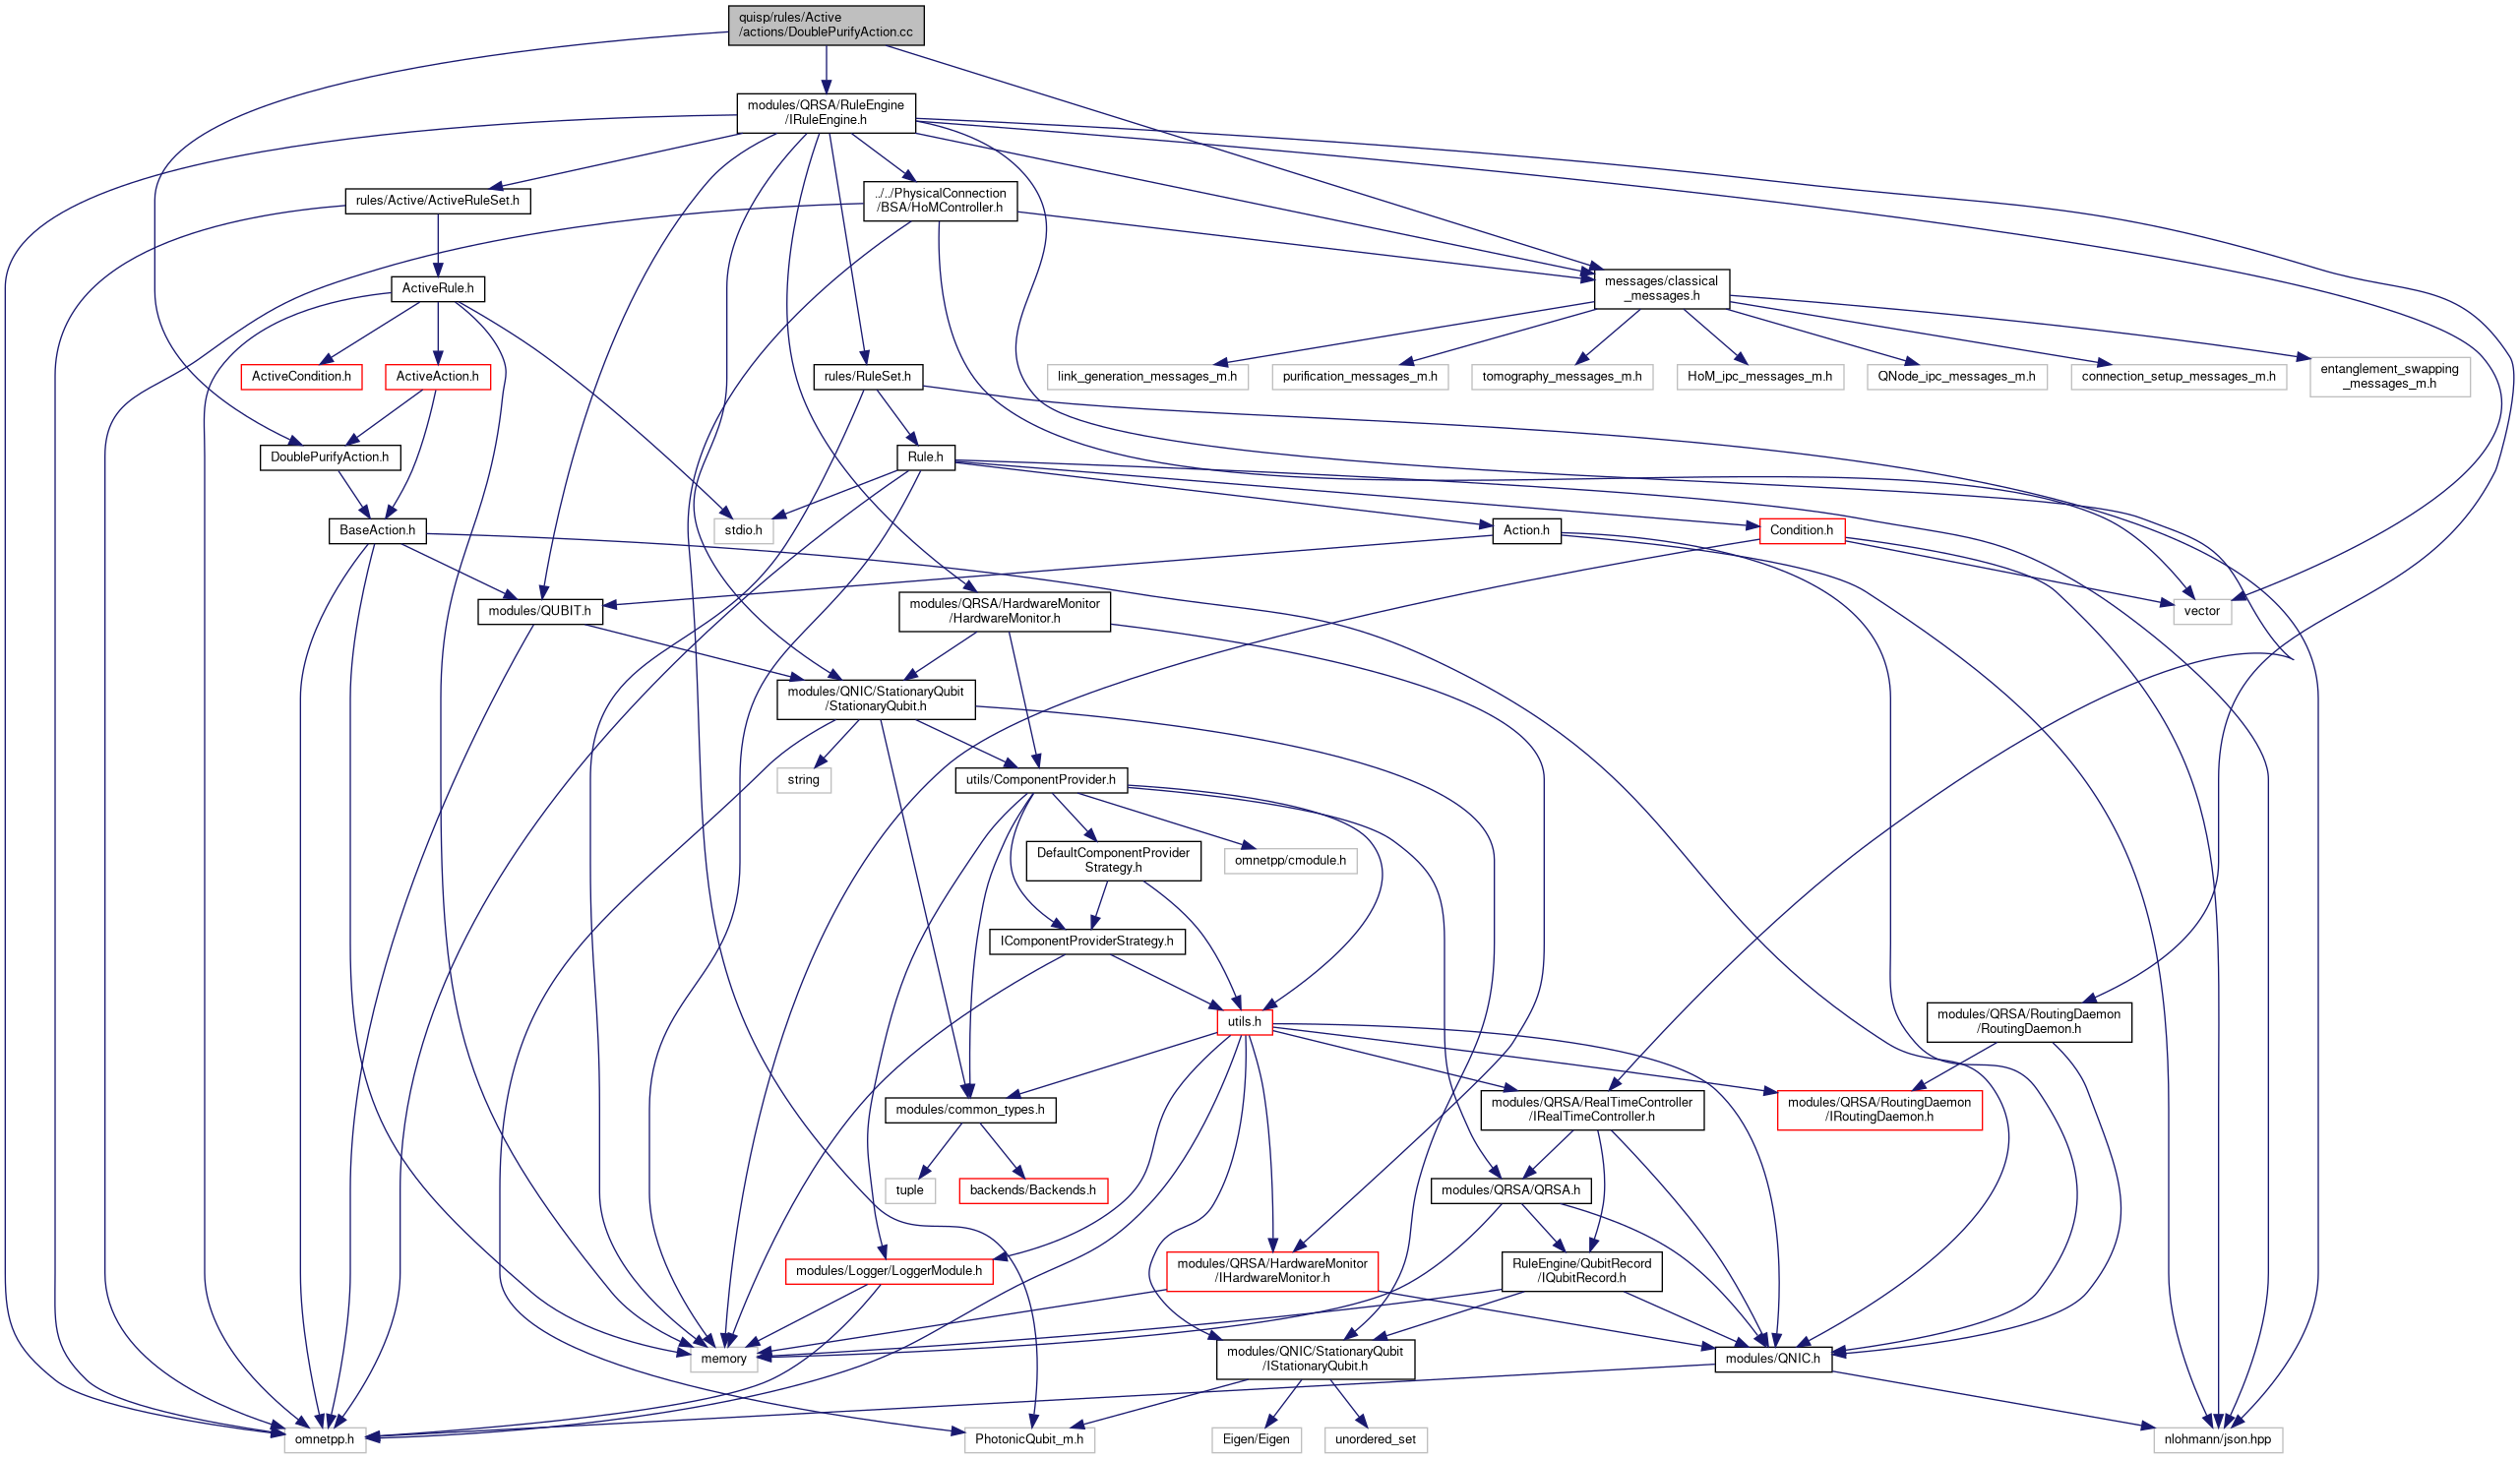 quisp/rules/Active
/actions/DoublePurifyAction.cc
modules/QRSA/RuleEngine
/IRuleEngine.h
rules/Active/ActiveRuleSet.h
../../PhysicalConnection
/BSA/HoMController.h
ActiveRule.h
messages/classical
_messages.h
ActiveCondition.h
ActiveAction.h
rules/RuleSet.h
link_generation_messages_m.h
purification_messages_m.h
tomography_messages_m.h
HoM_ipc_messages_m.h
QNode_ipc_messages_m.h
connection_setup_messages_m.h
entanglement_swapping
_messages_m.h
DoublePurifyAction.h
Rule.h
BaseAction.h
stdio.h
Action.h
Condition.h
modules/QUBIT.h
modules/QRSA/HardwareMonitor
/HardwareMonitor.h
vector
modules/QNIC/StationaryQubit
/StationaryQubit.h
string
utils/ComponentProvider.h
DefaultComponentProvider
Strategy.h
omnetpp/cmodule.h
IComponentProviderStrategy.h
utils.h
modules/QRSA/RoutingDaemon
/RoutingDaemon.h
modules/common_types.h
modules/QRSA/RealTimeController
/IRealTimeController.h
modules/QRSA/RoutingDaemon
/IRoutingDaemon.h
tuple
backends/Backends.h
modules/QRSA/QRSA.h
modules/Logger/LoggerModule.h
modules/QRSA/HardwareMonitor
/IHardwareMonitor.h
RuleEngine/QubitRecord
/IQubitRecord.h
memory
modules/QNIC/StationaryQubit
/IStationaryQubit.h
modules/QNIC.h
omnetpp.h
PhotonicQubit_m.h
Eigen/Eigen
unordered_set
nlohmann/json.hpp